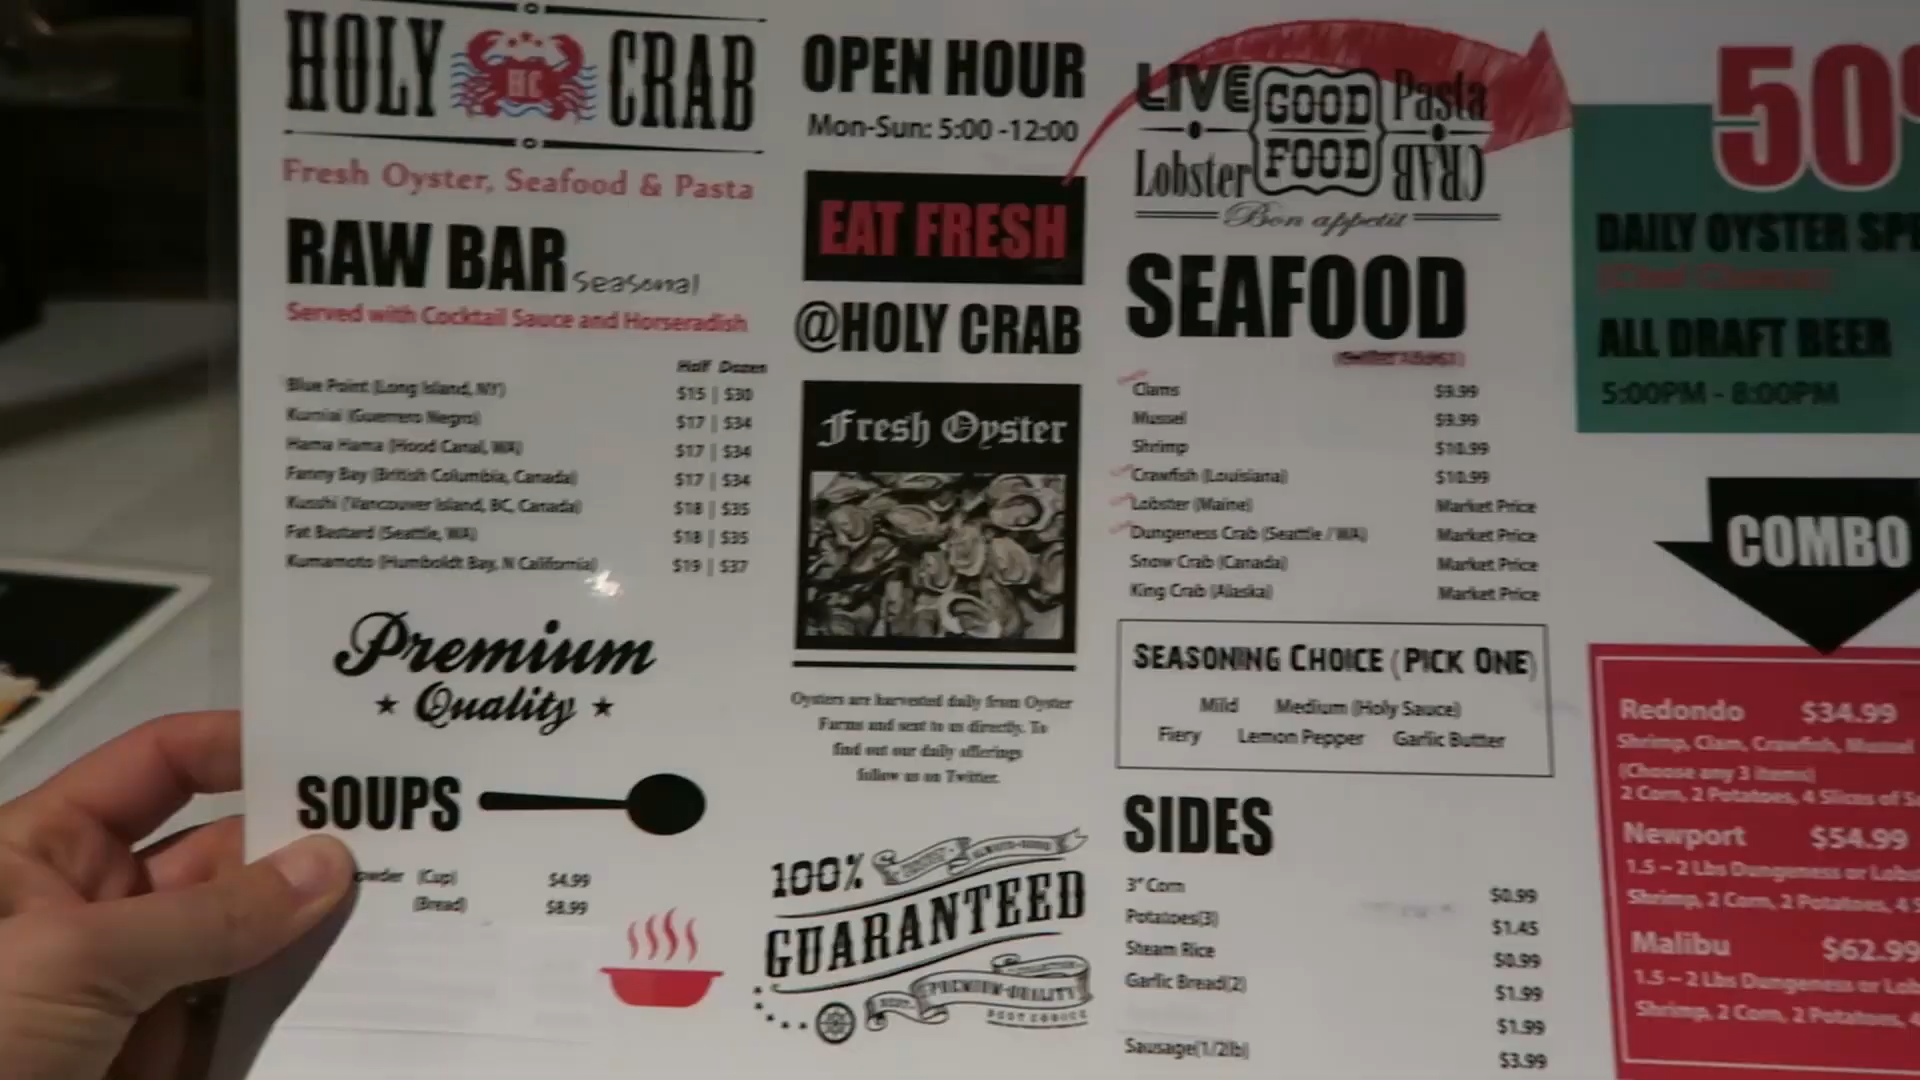 HOLY HC CRAB
Fresh Oyster, Seafood & Pasta
RAW BAR Seasonal
Served with Cocktail Sauce and Horseradish
Half Dozen
Blue Point (Long Island, NY) $15 | $30
Kumiai (Guerrero Negro) $17 | $34
Hama Hama (Hood Canal, WA) $17 | $34
Fanny Bay (British Columbia, Canada) $17 | $34
Kusshi (Vancouver Island, BC, Canada) $18 | $35
Fat Bastard (Seattle, WA) $18 | $35
Kumamoto (Humboldt Bay, N California) $19 | $37
Premium
Quality
SOUPS
owder (Cup) $4.99
(Bread) $8.99
OPEN HOUR
Mon-Sun: 5:00 -12:00
EAT FRESH
@HOLY CRAB
Fresh Oyster
Oysters are harvested daily from Oyster
Farms and sent to us directly. To
find out our daily offerings
follow us on Twitter.
100%
GUARANTEED
PREMIUM-QUALITY
LIVE GOOD Pasta
Lobster FOOD CRAB
Bon appetit
SEAFOOD
Clams $9.99
Mussel $9.99
Shrimp $10.99
Crawfish (Louisiana) $10.99
Lobster (Maine) Market Price
Dungeness Crab (Seattle / WA) Market Price
Snow Crab (Canada) Market Price
King Crab (Alaska) Market Price
SEASONING CHOICE (PICK ONE)
Mild Medium (Holy Sauce)
Fiery Lemon Pepper Garlic Butter
SIDES
3" Corn $0.99
Potatoes(3) $1.45
Steam Rice $0.99
Garlic Bread(2) $1.99
$1.99
Sausage(1/2lb) $3.99
50
DAILY OYSTER SPE
ALL DRAFT BEER
5:00PM - 8:00PM
COMBO
Redondo $34.99
Shrimp, Clam, Crawfish, Mussel
(Choose any 3 items)
2 Corn, 2 Potatoes, 4 Slices of Sa
Newport $54.99
1.5 ~ 2 Lbs Dungeness or Lobs
Shrimp, 2 Corn, 2 Potatoes, 4 S
Malibu $62.99
1.5 ~ 2 Lbs Dungeness or Lob
Shrimp, 2 Corn, 2 Potatoes, 4